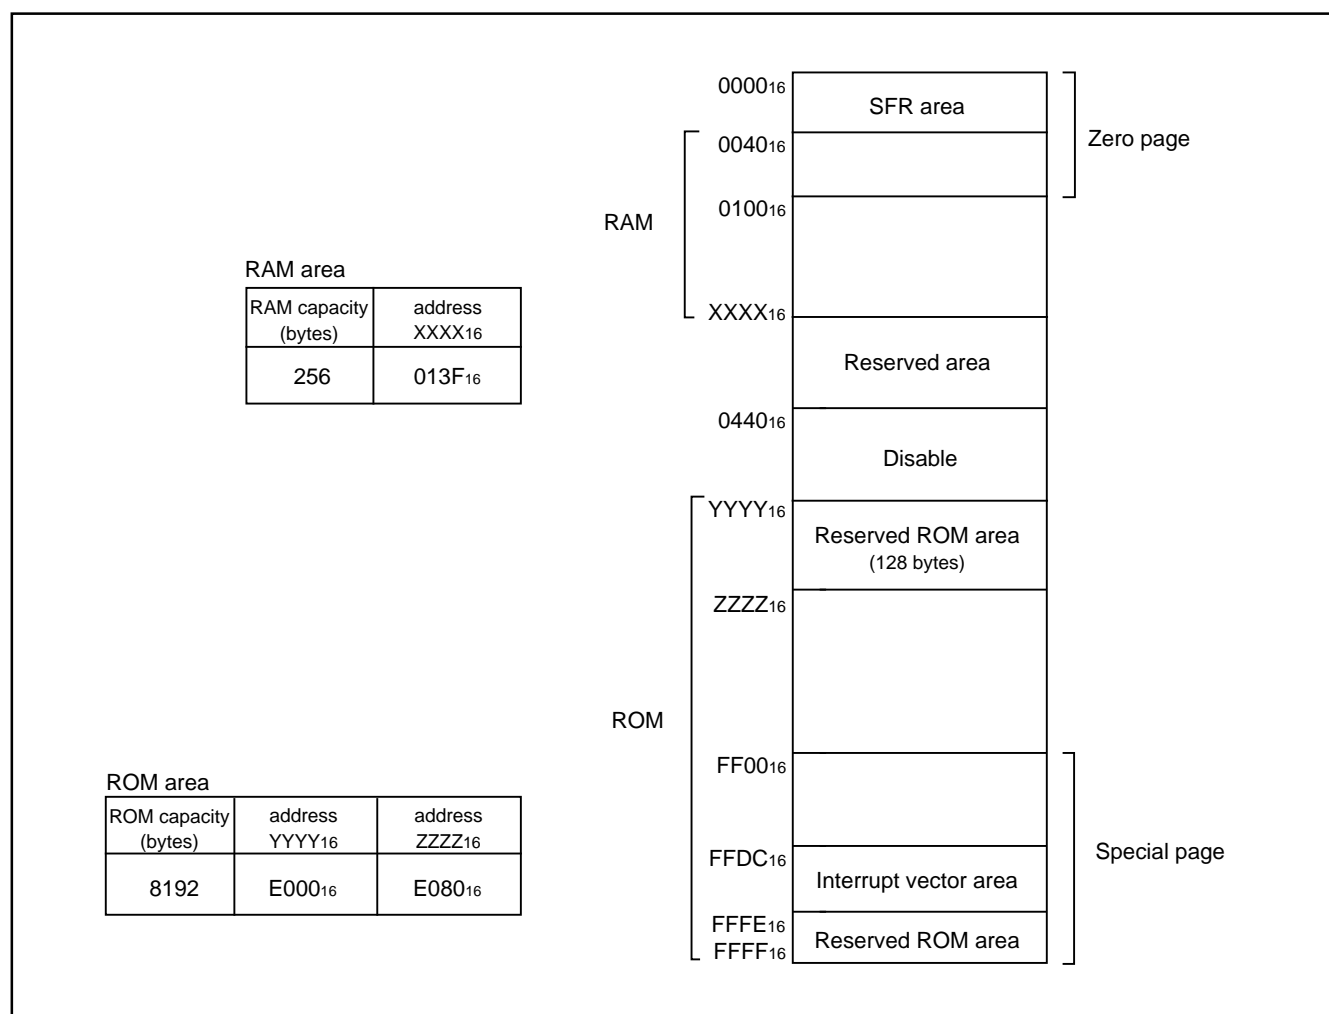 000016
SFR area
Zero page
004016
010016
RAM
RAM area
RAM capacity
(bytes)
address
XXXX16
256
013F16
XXXX16
Reserved area
044016
Disable
YYYY16
Reserved ROM area
(128 bytes)
ZZZZ16
ROM
FF0016
ROM area
ROM capacity
(bytes)
address
YYYY16
address
ZZZZ16
8192
E00016
E08016
FFDC16
Interrupt vector area
Special page
FFFE16
FFFF16
Reserved ROM area